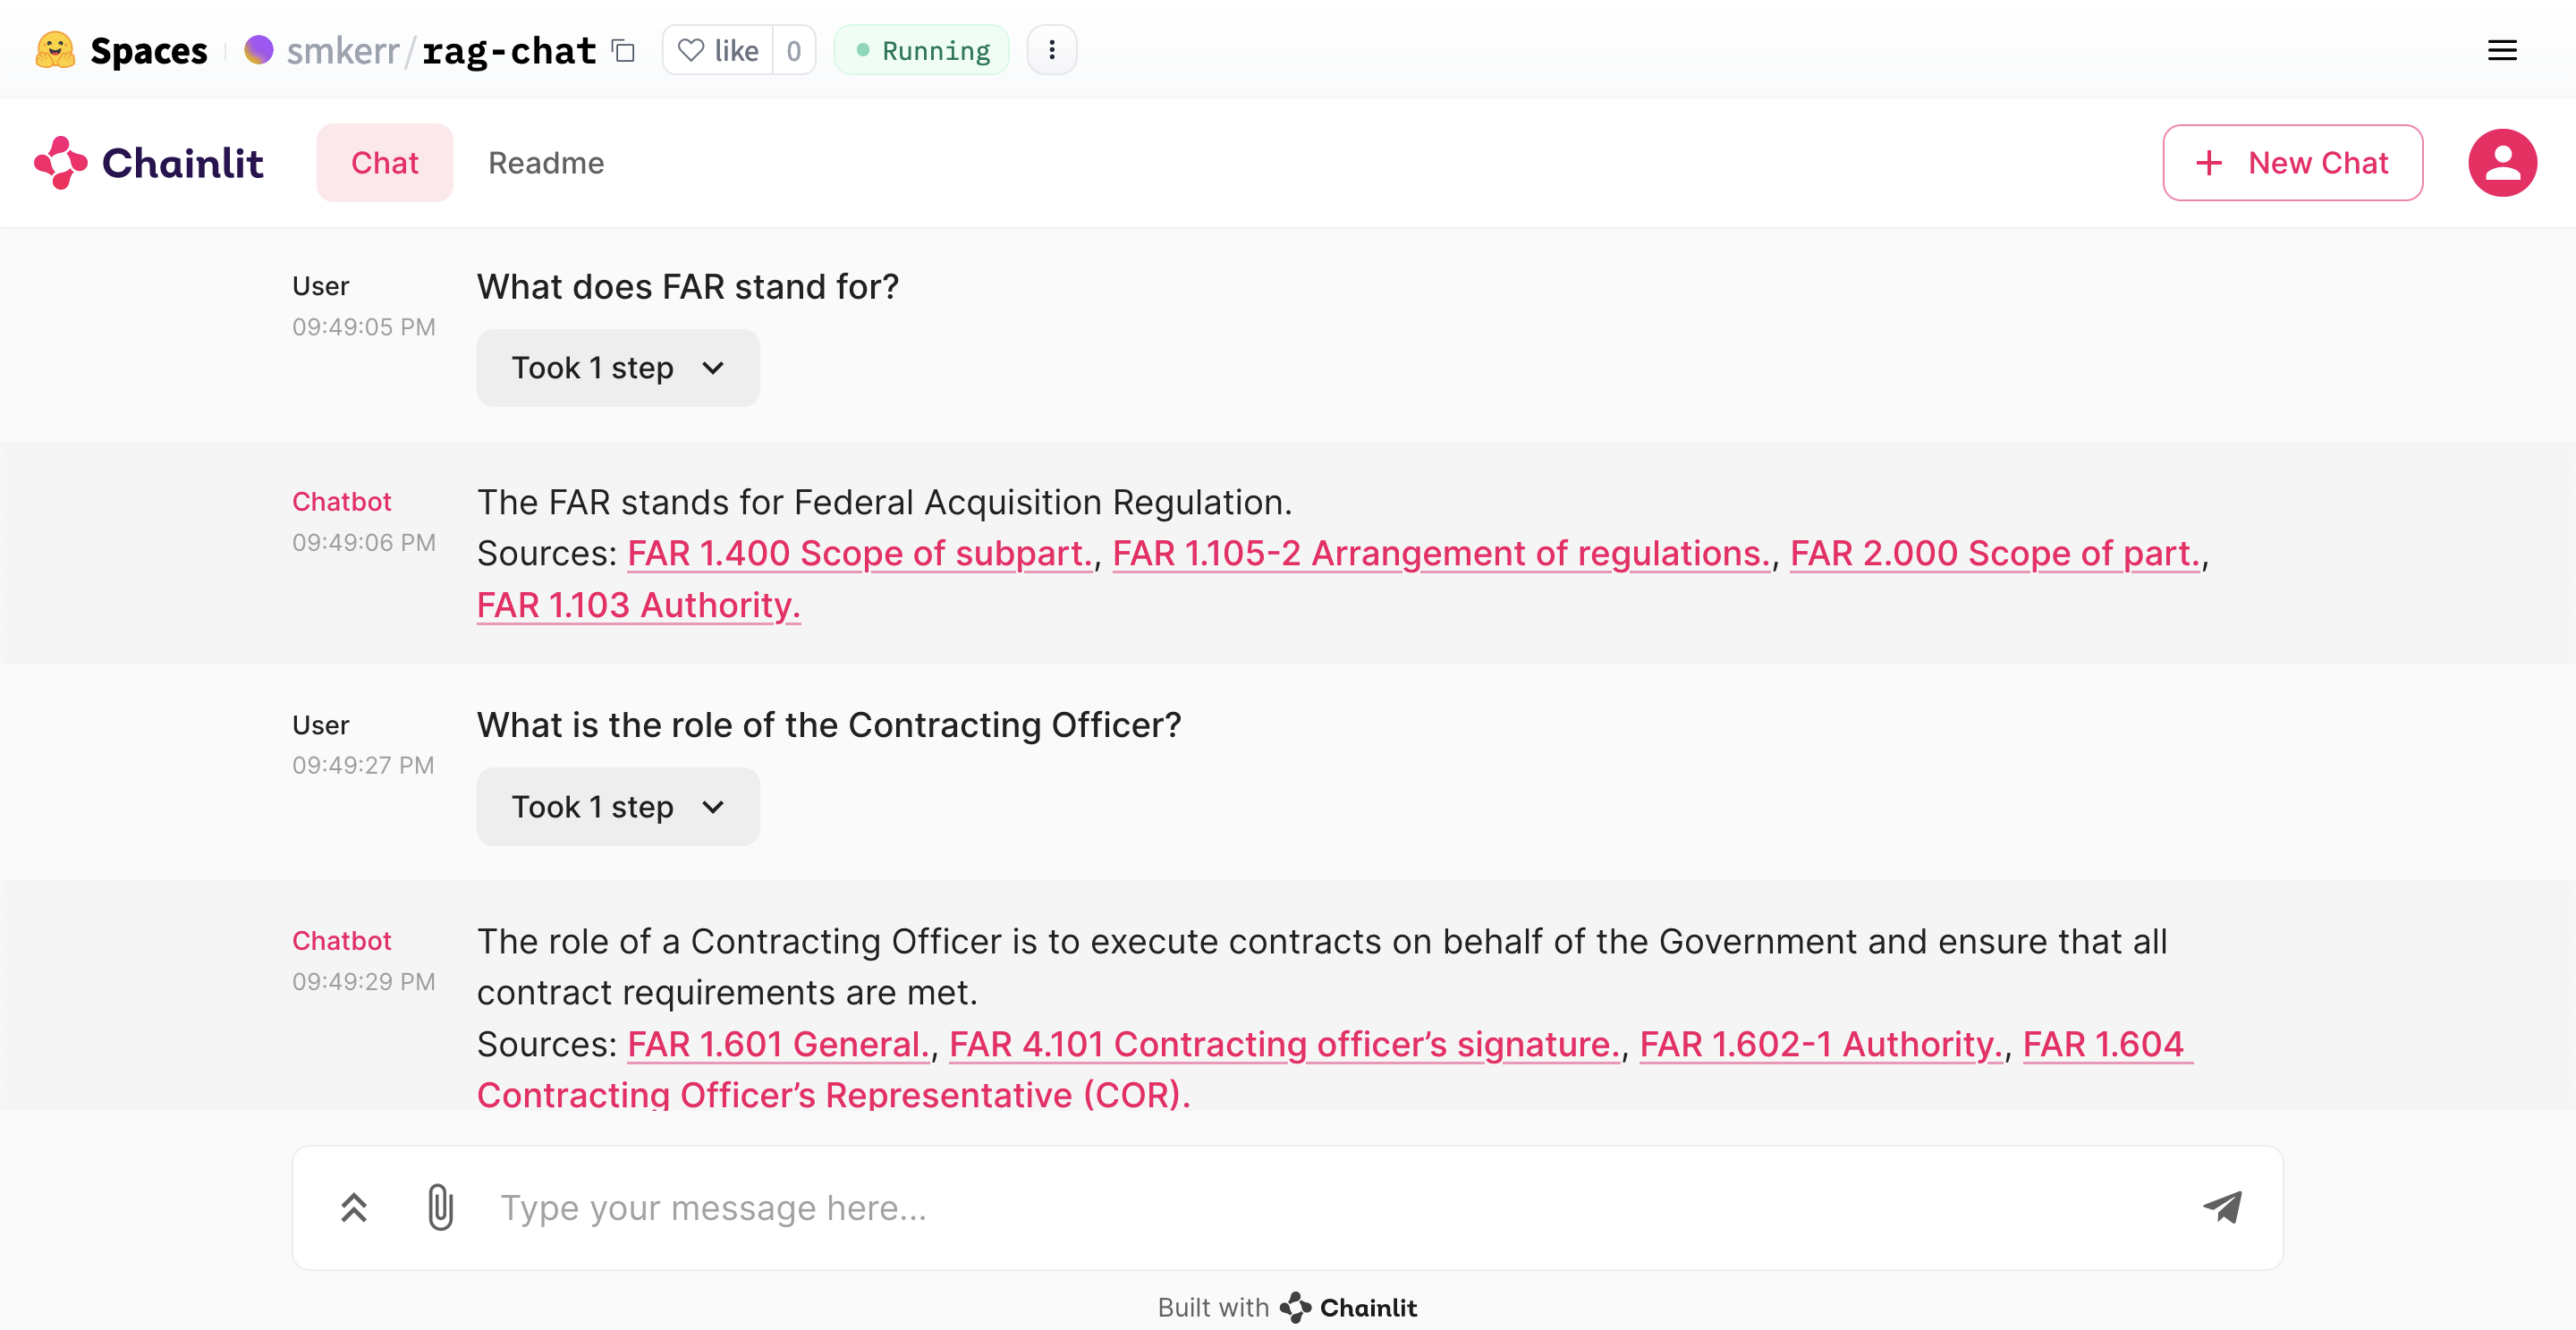 Spaces smkerr/rag-chat like 0 Running
Chainlit Chat Readme + New Chat
User What does FAR stand for?
09:49:05 PM
Took 1 step
Chatbot The FAR stands for Federal Acquisition Regulation.
09:49:06 PM
Sources: FAR 1.400 Scope of subpart., FAR 1.105-2 Arrangement of regulations., FAR 2.000 Scope of part.,
FAR 1.103 Authority.
User What is the role of the Contracting Officer?
09:49:27 PM
Took 1 step
Chatbot The role of a Contracting Officer is to execute contracts on behalf of the Government and ensure that all
09:49:29 PM
contract requirements are met.
Sources: FAR 1.601 General., FAR 4.101 Contracting officer’s signature., FAR 1.602-1 Authority., FAR 1.604
Contracting Officer’s Representative (COR).
Type your message here...
Built with Chainlit